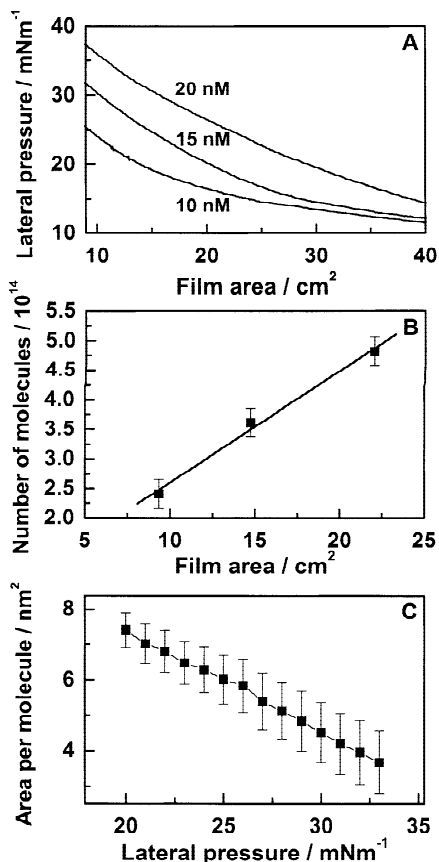 A
Lateral pressure / mNm⁻¹
40
30
20
10
20 nM
15 nM
10 nM
10
20
30
40
Film area / cm²
B
Number of molecules / 10¹⁴
5.5
5.0
4.5
4.0
3.5
3.0
2.5
2.0
5
10
15
20
25
Film area / cm²
C
Area per molecule / nm²
8
6
4
20
25
30
35
Lateral pressure / mNm⁻¹